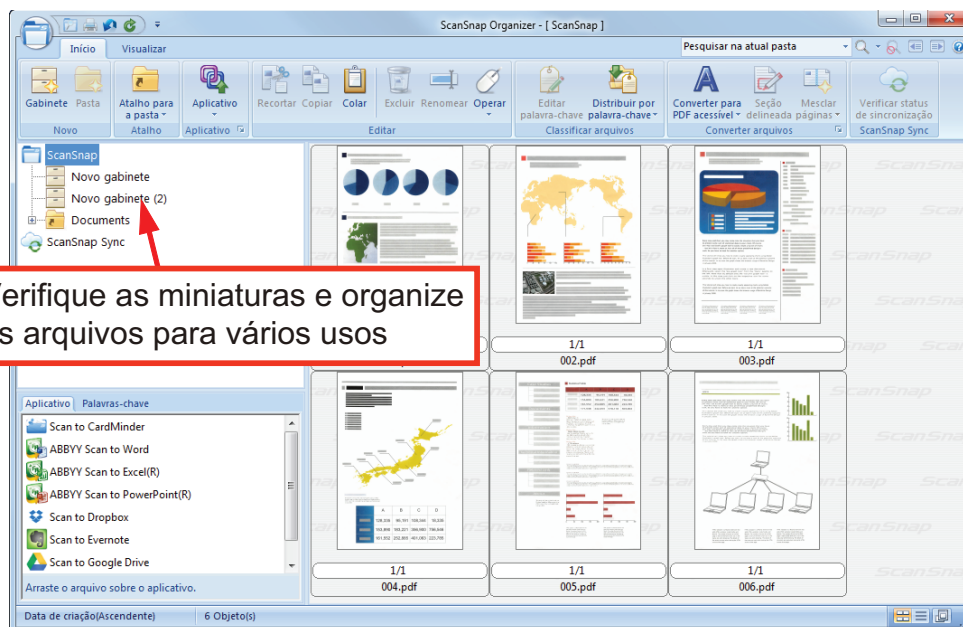 ScanSnap Organizer - [ ScanSnap ]
Início Visualizar
Pesquisar na atual pasta
Gabinete Pasta
Novo
Atalho para
a pasta
Atalho
Aplicativo
Aplicativo
Recortar Copiar Colar Excluir Renomear Operar
Editar
Editar
palavra-chave
Distribuir por
palavra-chave
Classificar arquivos
Converter para
PDF acessível
Seção
delineada
Mesclar
páginas
Converter arquivos
Verificar status
de sincronização
ScanSnap Sync
ScanSnap
Novo gabinete
Novo gabinete (2)
Documents
ScanSnap Sync
erifique as miniaturas e organize
s arquivos para vários usos
1/1
002.pdf
1/1
003.pdf
Aplicativo Palavras-chave
Scan to CardMinder
ABBYY Scan to Word
ABBYY Scan to Excel(R)
ABBYY Scan to PowerPoint(R)
Scan to Dropbox
Scan to Evernote
Scan to Google Drive
Arraste o arquivo sobre o aplicativo.
1/1
004.pdf
1/1
005.pdf
1/1
006.pdf
Data de criação(Ascendente) 6 Objeto(s)